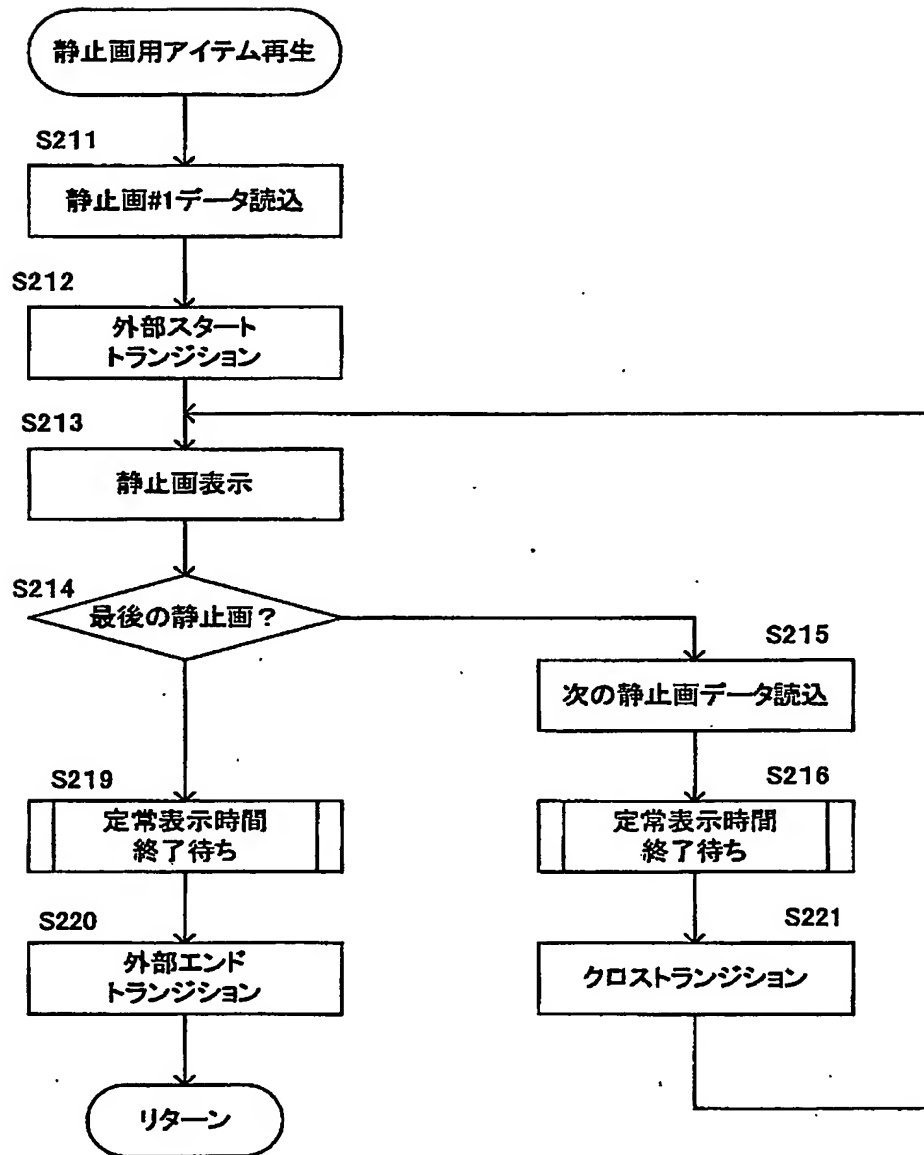 静止画用アイテム再生
S211
静止画#1データ読込
S212
外部スタート
トランジション
S213
静止画表示
S214
最後の静止画？
S215
次の静止画データ読込
S219
定常表示時間
終了待ち
S216
定常表示時間
終了待ち
S220
外部エンド
トランジション
S221
クロストランジション
リターン